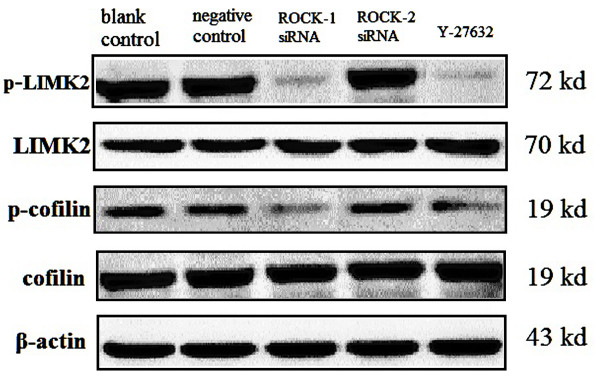 blank control
negative control
ROCK-1 siRNA
ROCK-2 siRNA
Y-27632
p-LIMK2
72 kd
LIMK2
70 kd
p-cofilin
19 kd
cofilin
19 kd
β-actin
43 kd